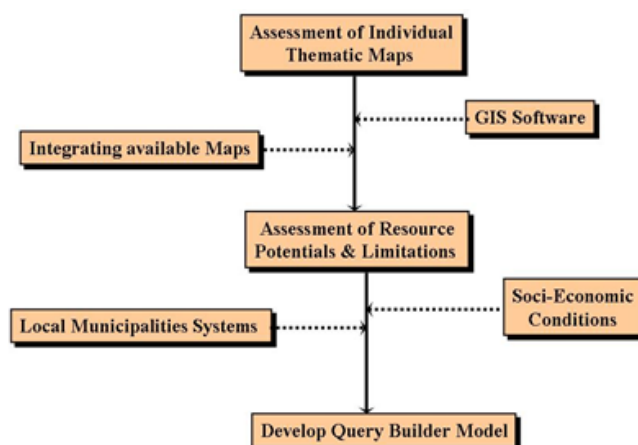 Assessment of Individual
Thematic Maps
GIS Software
Integrating available Maps
Assessment of Resource
Potentials & Limitations
Soci-Economic
Conditions
Local Municipalities Systems
Develop Query Builder Model